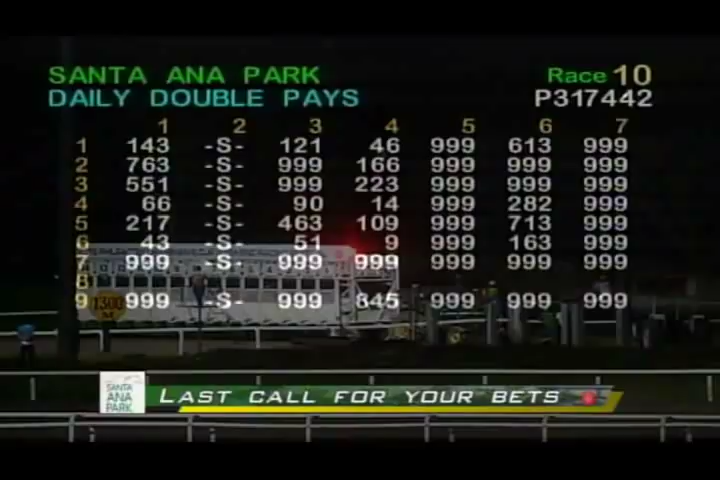 SANTA ANA PARK Race 10
DAILY DOUBLE PAYS P317442
1 2 3 4 5 6 7
1 143 -S- 121 46 999 613 999
2 763 -S- 999 166 999 999 999
3 551 -S- 999 223 999 999 999
4 66 -S- 90 14 999 282 999
5 217 -S- 463 109 999 713 999
6 43 -S- 51 9 999 163 999
7 999 -S- 999 999 999 999 999
8
9 999 -S- 999 845 999 999 999
1300
M
SANTA
ANA
PARK
LAST CALL FOR YOUR BETS